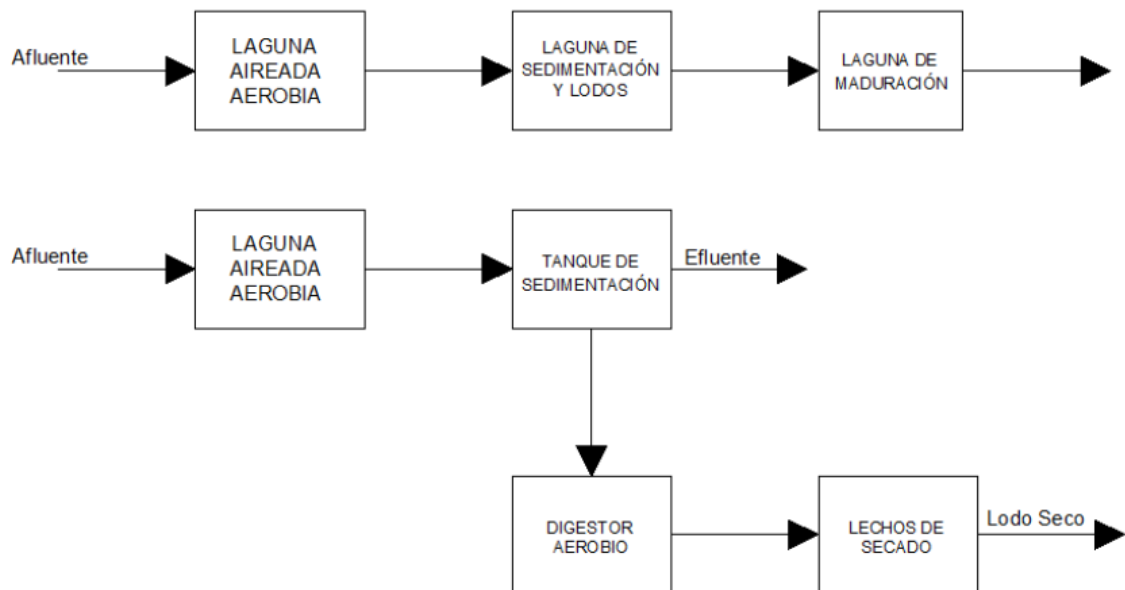 Afluente
LAGUNA
AIREADA
AEROBIA
LAGUNA DE
SEDIMENTACIÓN
Y LODOS
LAGUNA DE
MADURACIÓN
Afluente
LAGUNA
AIREADA
AEROBIA
TANQUE DE
SEDIMENTACIÓN
Efluente
DIGESTOR
AEROBIO
LECHOS DE
SECADO
Lodo Seco